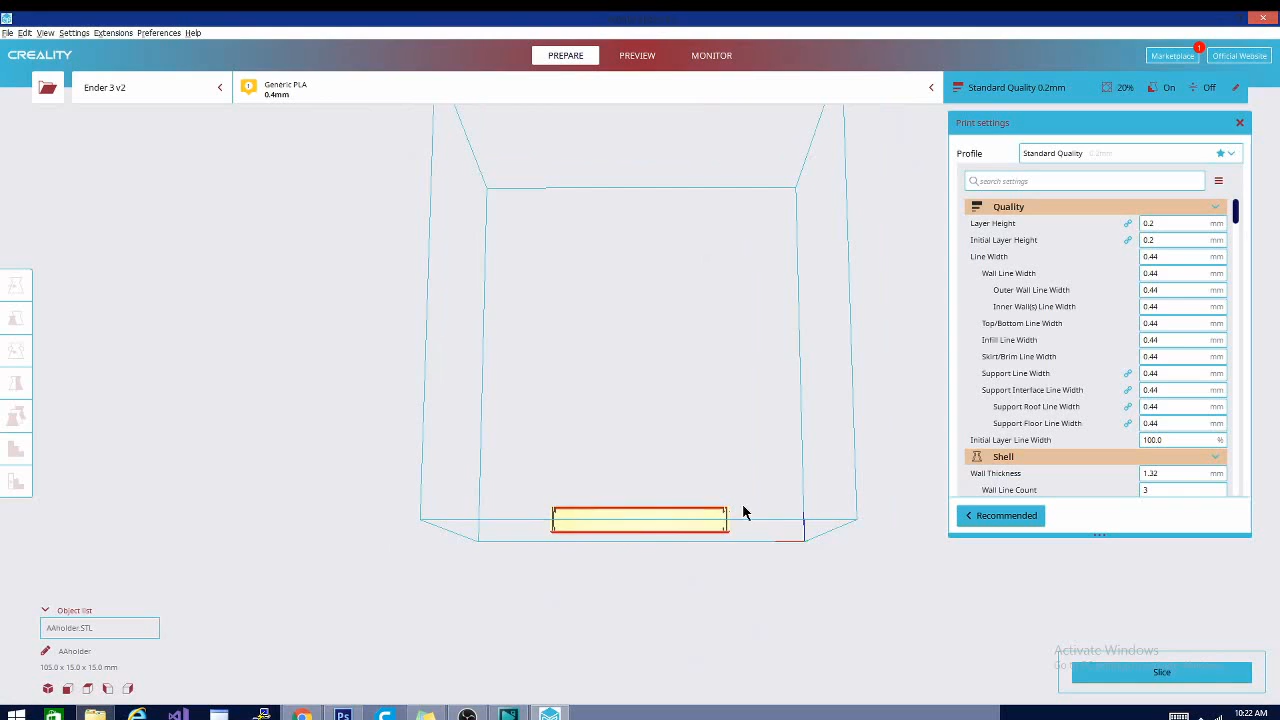 File Edit View Settings Extensions Preferences Help
CREALITY
PREPARE PREVIEW MONITOR
Marketplace 1 Official Website
Ender 3 v2
Generic PLA
0.4mm
Standard Quality 0.2mm 20% On Off
Print settings
Profile Standard Quality 0.2mm
search settings
Quality
Layer Height 0.2 mm
Initial Layer Height 0.2 mm
Line Width 0.44 mm
Wall Line Width 0.44 mm
Outer Wall Line Width 0.44 mm
Inner Wall(s) Line Width 0.44 mm
Top/Bottom Line Width 0.44 mm
Infill Line Width 0.44 mm
Skirt/Brim Line Width 0.44 mm
Support Line Width 0.44 mm
Support Interface Line Width 0.44 mm
Support Roof Line Width 0.44 mm
Support Floor Line Width 0.44 mm
Initial Layer Line Width 100.0 %
Shell
Wall Thickness 1.32 mm
Wall Line Count 3
Recommended
Object list
AAholder.STL
AAholder
105.0 x 15.0 x 15.0 mm
Activate Windows
Go to
Slice
10:22 AM